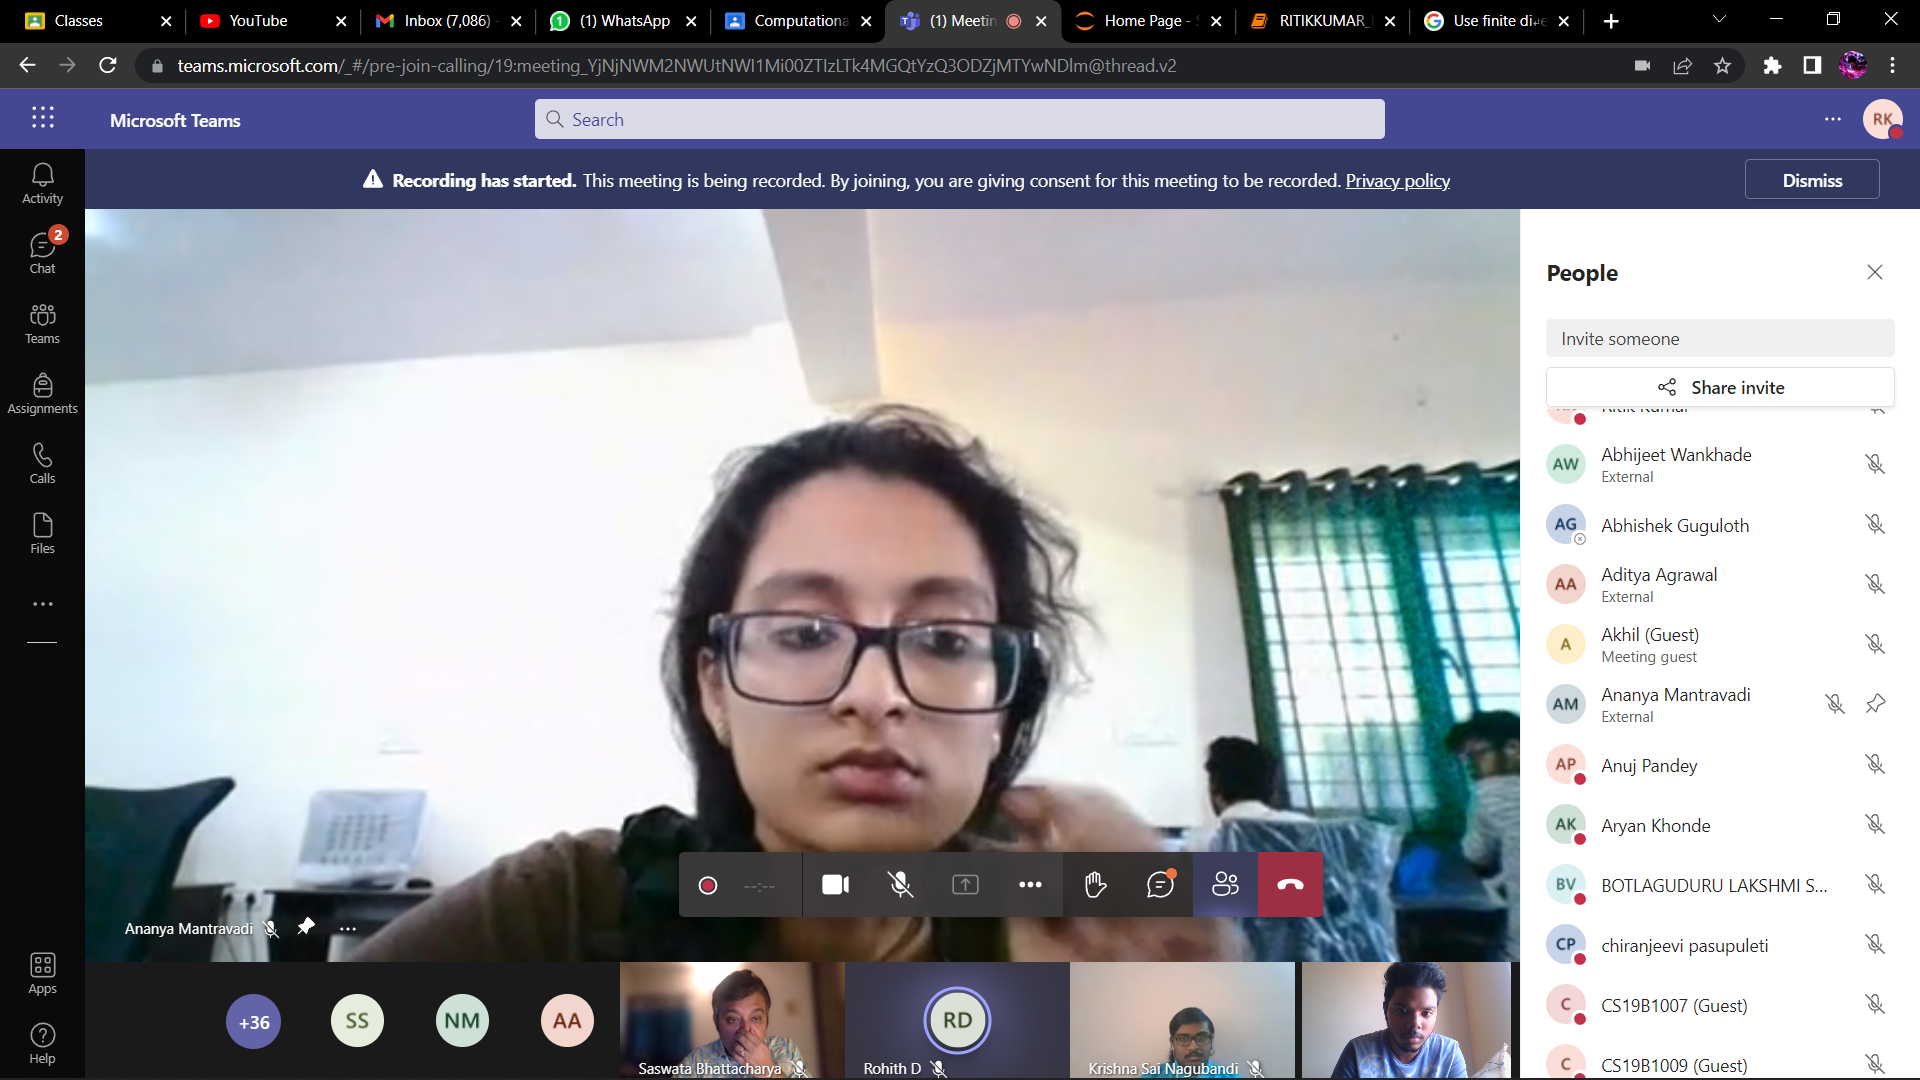 Classes
YouTube
Inbox (7,086) -
(1) WhatsApp
Computationa
(1) Meetin
Home Page - S
RITIKKUMAR_
Use finite di
teams.microsoft.com/_#/pre-join-calling/19:meeting_YjNjNWM2NWUtNWI1Mi00ZTIzLTk4MGQtYzQ3ODZjMTYwNDlm@thread.v2
Microsoft Teams
Search
RK
Recording has started. This meeting is being recorded. By joining, you are giving consent for this meeting to be recorded. Privacy policy
Dismiss
Activity
2
Chat
Teams
Assignments
Calls
Files
Apps
Help
People
Invite someone
Share invite
Ritik Kumar
AW
Abhijeet Wankhade
External
AG
Abhishek Guguloth
AA
Aditya Agrawal
External
A
Akhil (Guest)
Meeting guest
AM
Ananya Mantravadi
External
AP
Anuj Pandey
AK
Aryan Khonde
BV
BOTLAGUDURU LAKSHMI S...
CP
chiranjeevi pasupuleti
C
CS19B1007 (Guest)
C
CS19B1009 (Guest)
--:--
Ananya Mantravadi
+36
SS
NM
AA
Saswata Bhattacharya
RD
Rohith D
Krishna Sai Nagubandi